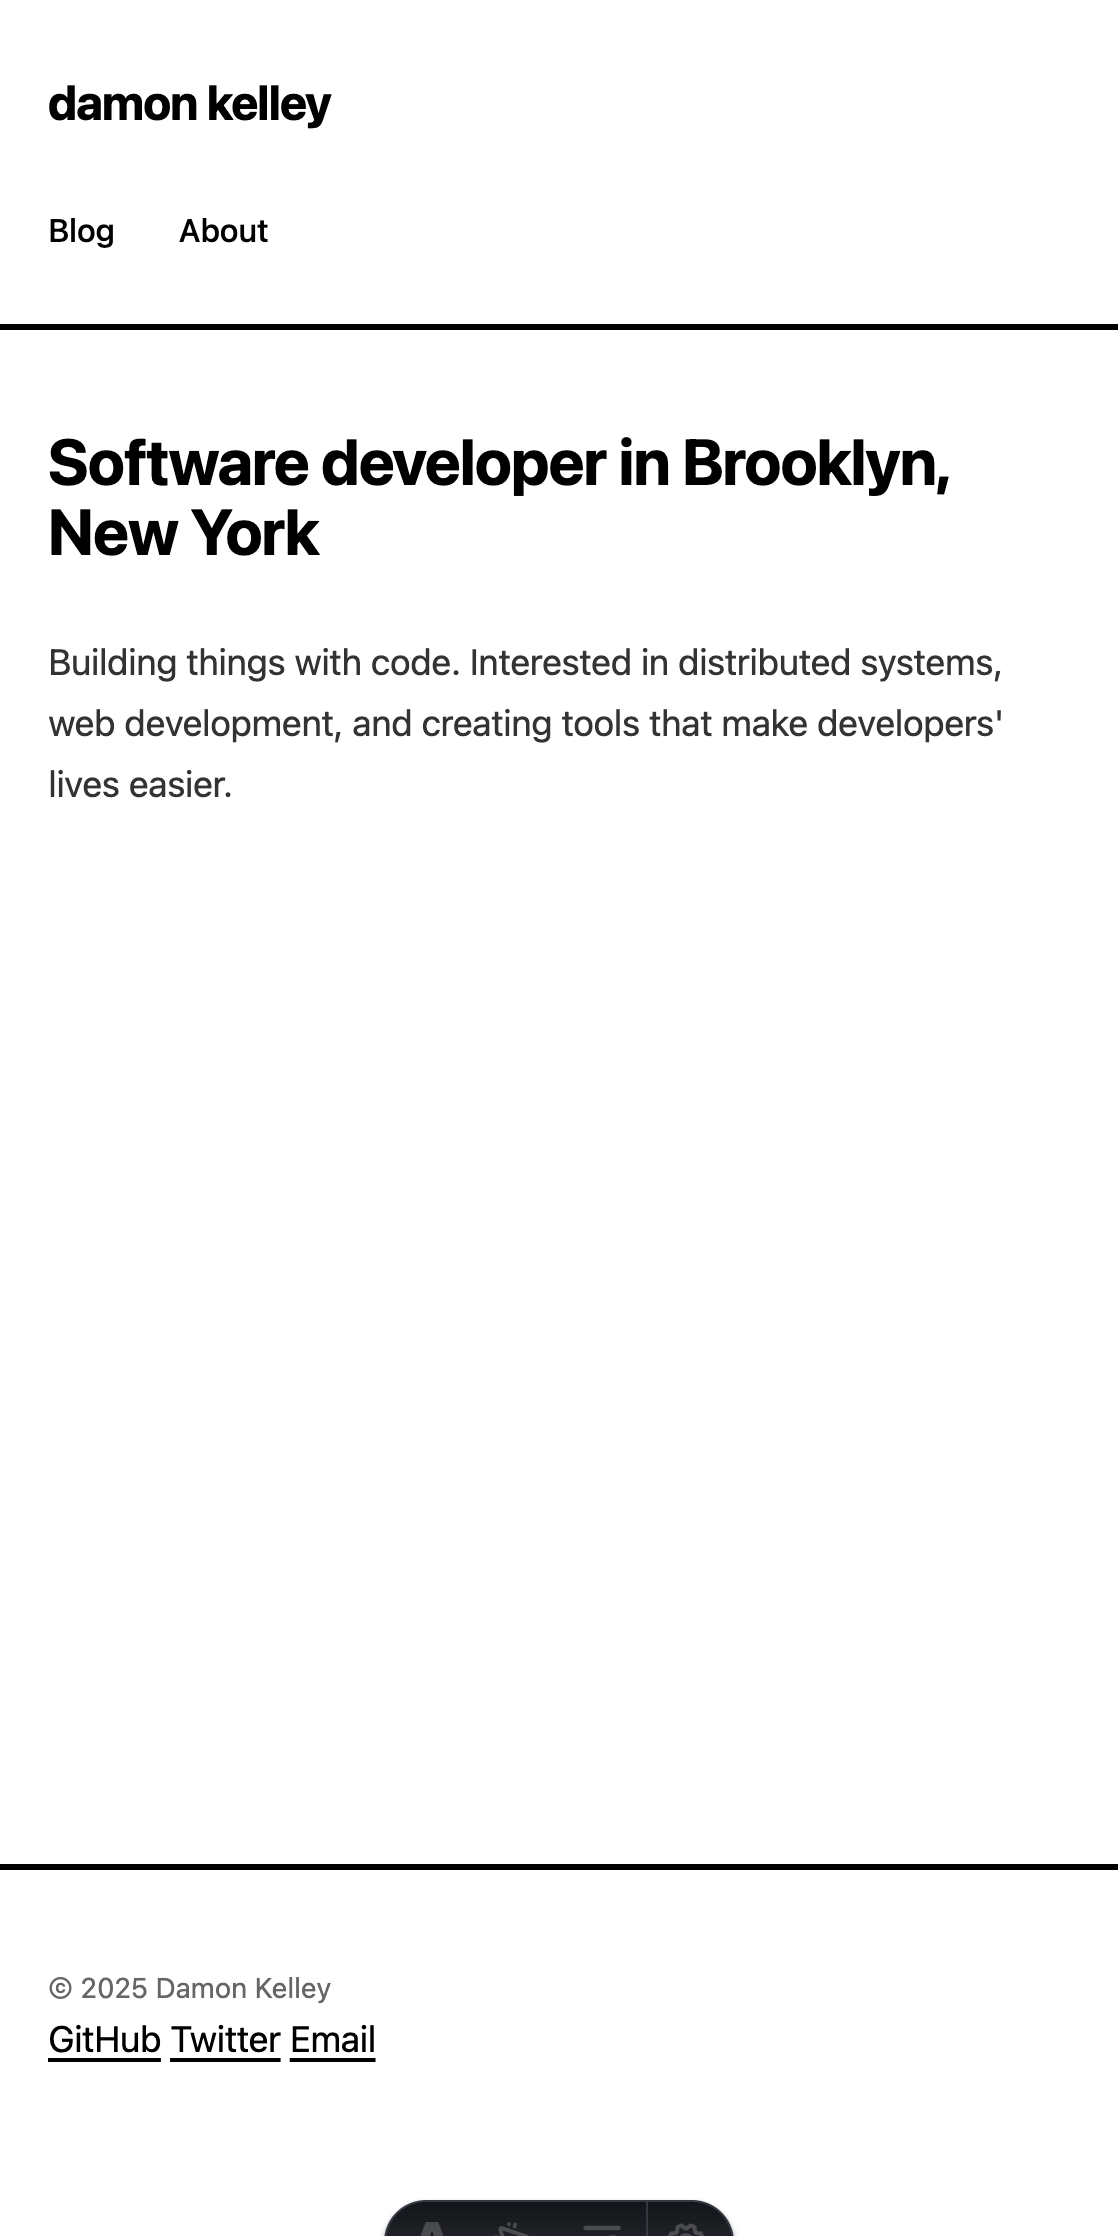 damon kelley
Blog About
Software developer in Brooklyn,
New York
Building things with code. Interested in distributed systems,
web development, and creating tools that make developers'
lives easier.
© 2025 Damon Kelley
GitHub Twitter Email